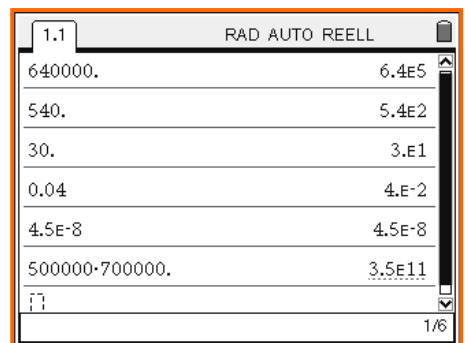 1.1 RAD AUTO REELL
640000. 6.4E5
540. 5.4E2
30. 3.E1
0.04 4.E-2
4.5E-8 4.5E-8
500000·700000. 3.5E11
1/6